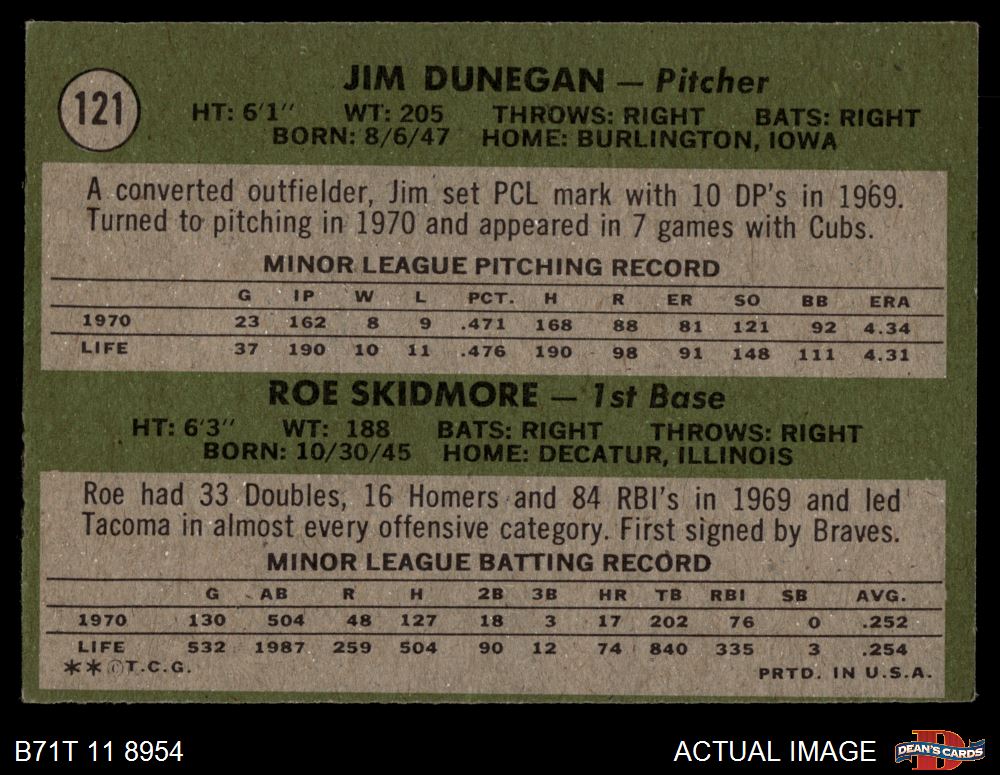 121
JIM DUNEGAN — Pitcher
HT: 6'1" WT: 205 THROWS: RIGHT BATS: RIGHT
BORN: 8/6/47 HOME: BURLINGTON, IOWA
A converted outfielder, Jim set PCL mark with 10 DP's in 1969.
Turned to pitching in 1970 and appeared in 7 games with Cubs.
MINOR LEAGUE PITCHING RECORD
G IP W L PCT. H R ER SO BB ERA
1970 23 162 8 9 .471 168 88 81 121 92 4.34
LIFE 37 190 10 11 .476 190 98 91 148 111 4.31
ROE SKIDMORE — 1st Base
HT: 6'3" WT: 188 BATS: RIGHT THROWS: RIGHT
BORN: 10/30/45 HOME: DECATUR, ILLINOIS
Roe had 33 Doubles, 16 Homers and 84 RBI's in 1969 and led
Tacoma in almost every offensive category. First signed by Braves.
MINOR LEAGUE BATTING RECORD
G AB R H 2B 3B HR TB RBI SB AVG.
1970 130 504 48 127 18 3 17 202 76 0 .252
LIFE 532 1987 259 504 90 12 74 840 335 3 .254
**©T.C.G. PRTD. IN U.S.A.
B71T 11 8954 ACTUAL IMAGE D DEAN'S CARDS